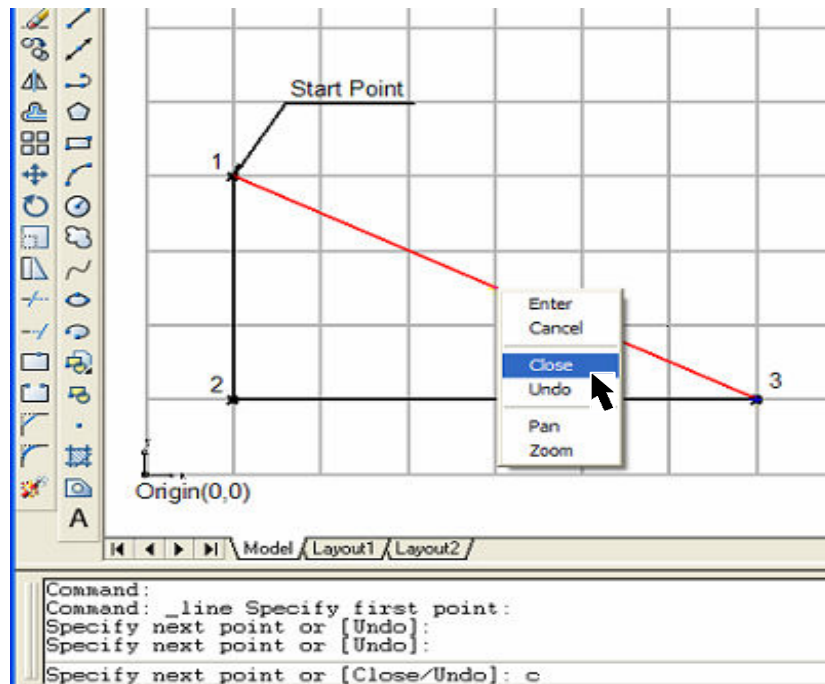 Start Point
1
Enter
Cancel
Close
Undo
Pan
Zoom
2
3
Origin(0,0)
A
Model
Layout1
Layout2
Command:
Command: _line Specify first point:
Specify next point or [Undo]:
Specify next point or [Undo]:
Specify next point or [Close/Undo]: c